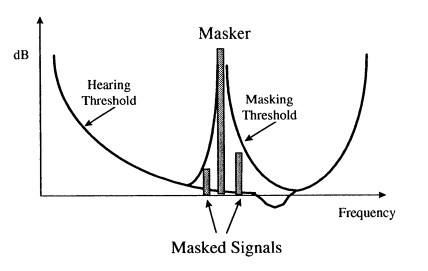 Masker
dB
Hearing
Threshold
Masking
Threshold
Frequency
Masked Signals